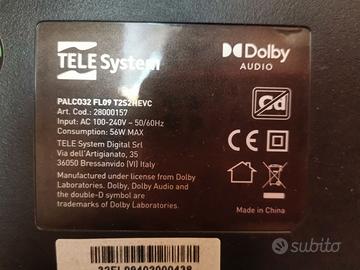 TELE System
Dolby
AUDIO
PALCO32 FL09 T2S2HEVC
Art. Cod.: 28000157
Input: AC 100-240V ~ 50/60Hz
Consumption: 56W MAX
TELE System Digital Srl
Via dell'Artigianato, 35
36050 Bressanvido (VI) Italy
Manufactured under license from Dolby
Laboratories. Dolby, Dolby Audio and
the double-D symbol are
trademarks of Dolby Laboratories.
Cd
CE
Made in China
subito